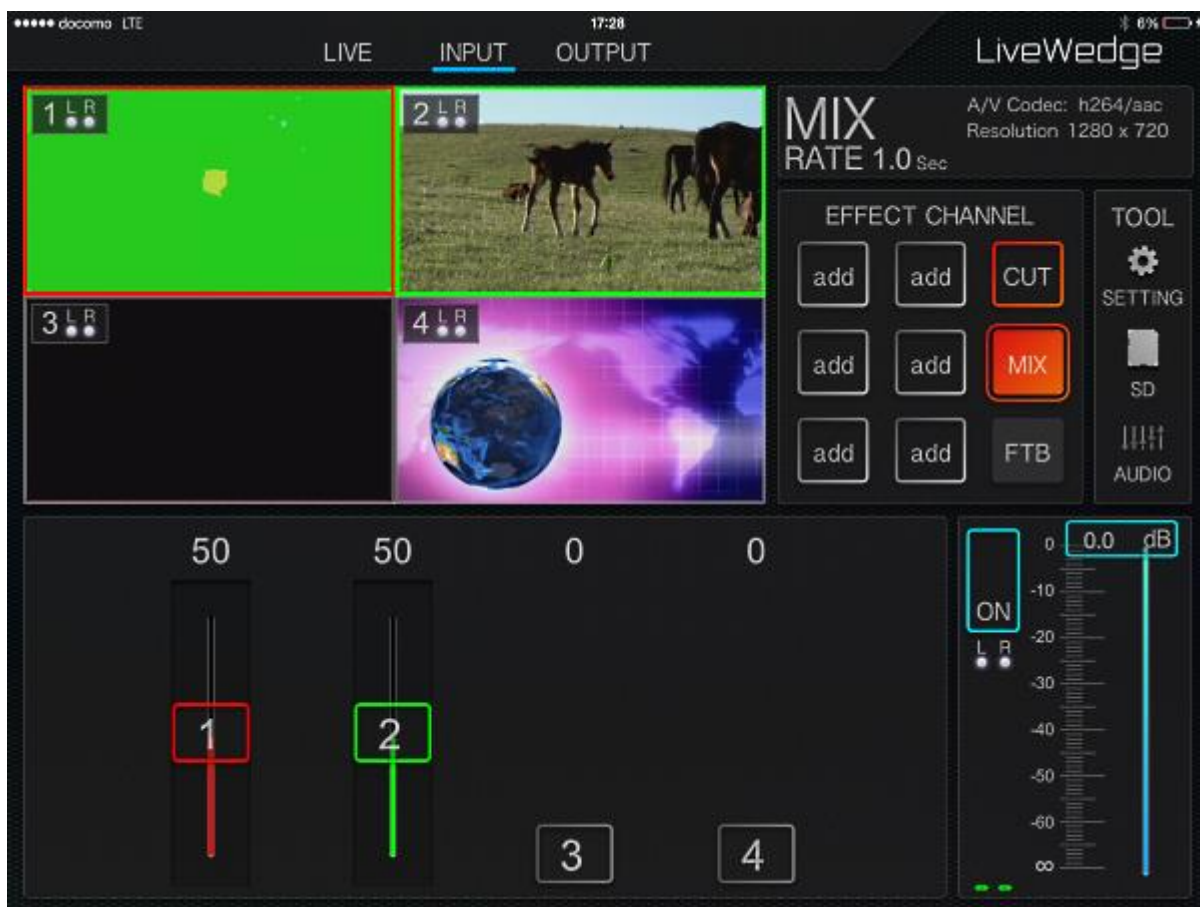 docomo LTE 17:28 6%
LIVE INPUT OUTPUT LiveWedge
1 L R
2 L R
3 L R
4 L R
MIX
RATE 1.0 Sec
A/V Codec: h264/aac
Resolution 1280 x 720
EFFECT CHANNEL
add add CUT
add add MIX
add add FTB
TOOL
SETTING
SD
AUDIO
50 50 0 0
1 2 3 4
ON
L R
0.0 dB
0
-10
-20
-30
-40
-50
-60
∞